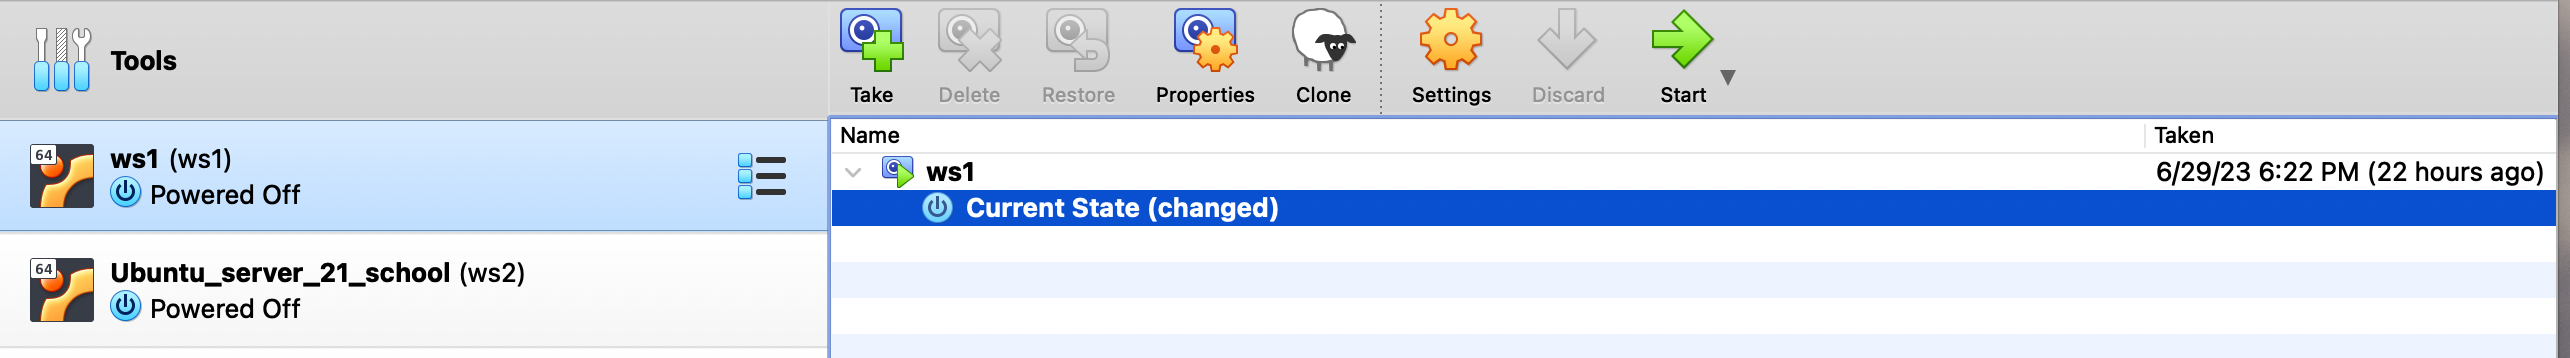 Tools
Take Delete Restore Properties Clone Settings Discard Start
64 ws1 (ws1)
Powered Off
64 Ubuntu_server_21_school (ws2)
Powered Off
Name Taken
ws1 6/29/23 6:22 PM (22 hours ago)
Current State (changed)